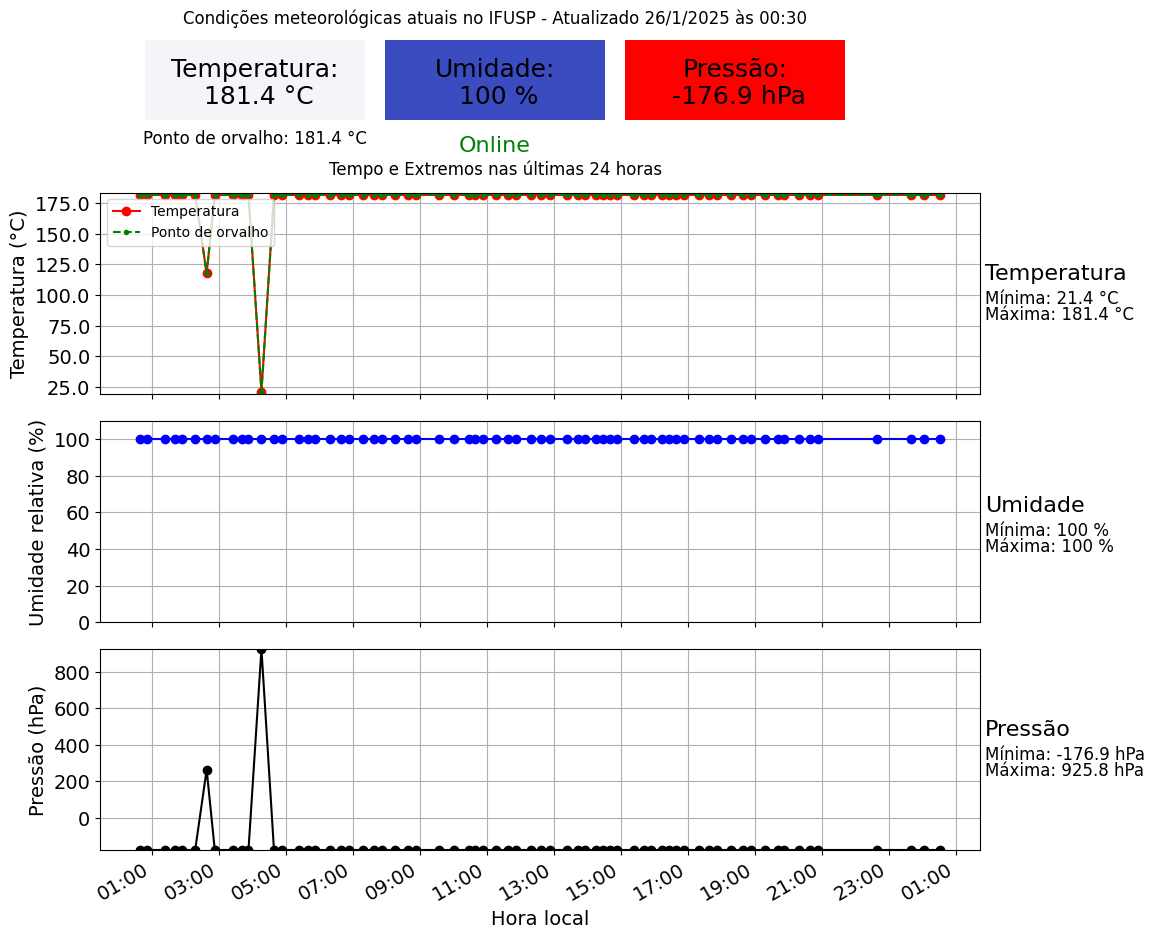 Condições meteorológicas atuais no IFUSP - Atualizado 26/1/2025 às 00:30
Temperatura:
181.4 °C
Umidade:
100 %
Pressão:
-176.9 hPa
Ponto de orvalho: 181.4 °C
Online
Tempo e Extremos nas últimas 24 horas
Temperatura (°C)
175.0
150.0
125.0
100.0
75.0
50.0
25.0
Temperatura
Ponto de orvalho
Temperatura
Mínima: 21.4 °C
Máxima: 181.4 °C
Umidade relativa (%)
100
80
60
40
20
0
Umidade
Mínima: 100 %
Máxima: 100 %
Pressão (hPa)
800
600
400
200
0
Pressão
Mínima: -176.9 hPa
Máxima: 925.8 hPa
01:00
03:00
05:00
07:00
09:00
11:00
13:00
15:00
17:00
19:00
21:00
23:00
01:00
Hora local